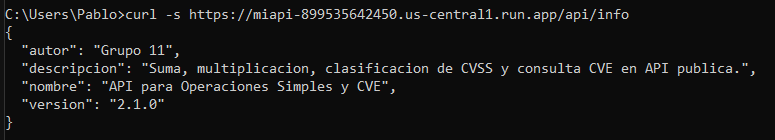 C:\Users\Pablo>curl -s https://miapi-899535642450.us-central1.run.app/api/info
{
  "autor": "Grupo 11",
  "descripcion": "Suma, multiplicacion, clasificacion de CVSS y consulta CVE en API publica.",
  "nombre": "API para Operaciones Simples y CVE",
  "version": "2.1.0"
}